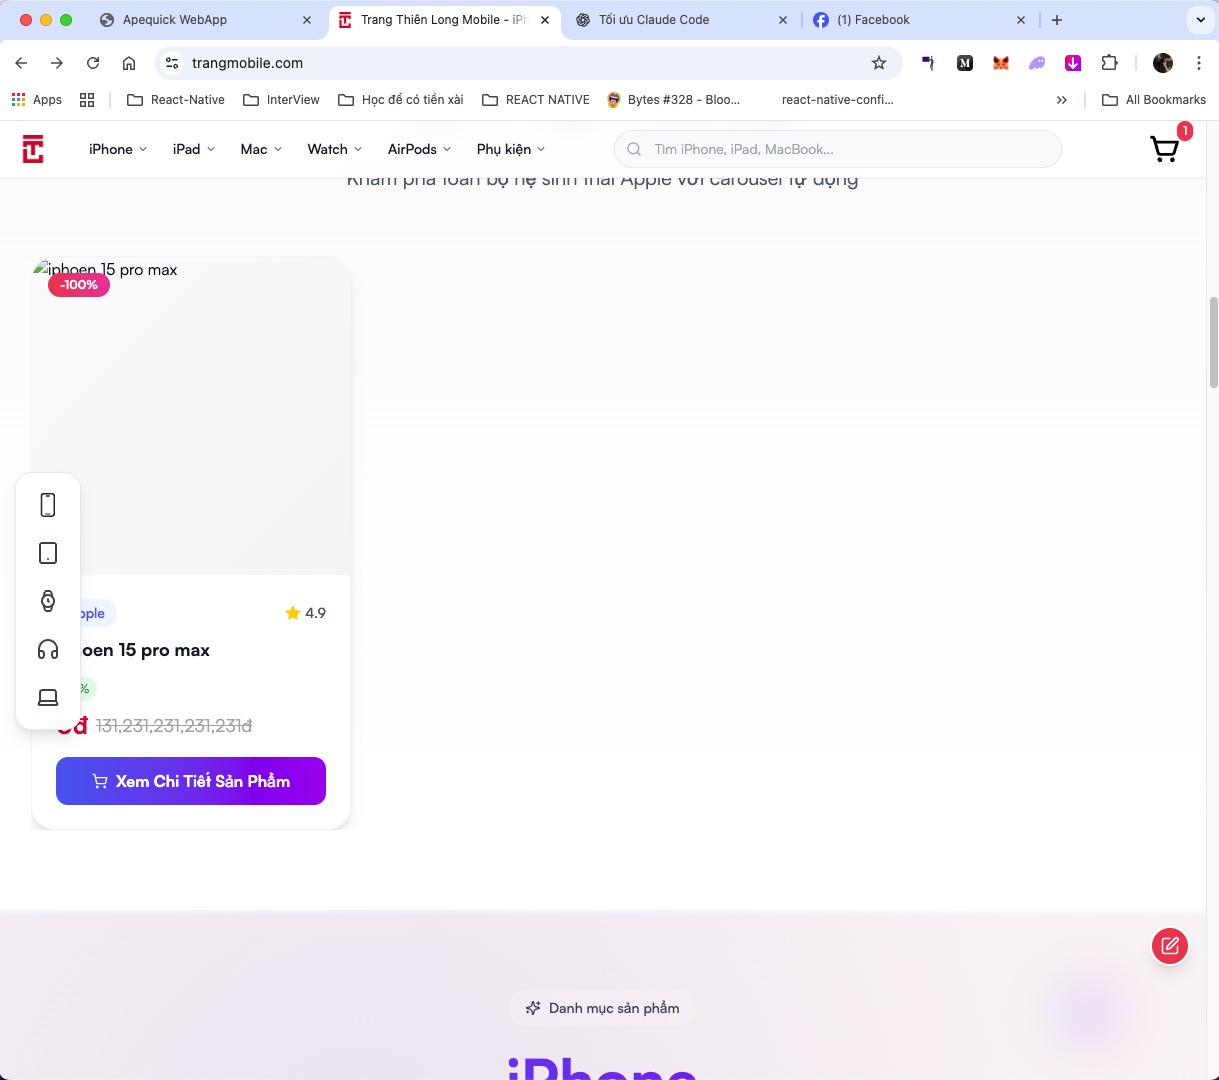 Apequick WebApp
Trang Thiên Long Mobile - iPh
Tối ưu Claude Code
(1) Facebook
trangmobile.com
Apps
React-Native
InterView
Học để có tiền xài
REACT NATIVE
Bytes #328 - Bloo...
react-native-confi...
All Bookmarks
iPhone
iPad
Mac
Watch
AirPods
Phụ kiện
Tìm iPhone, iPad, MacBook...
1
Khám phá toàn bộ hệ sinh thái Apple với carousel tự động
iphoen 15 pro max
-100%
pple
4.9
oen 15 pro max
%
đ 131,231,231,231,231đ
Xem Chi Tiết Sản Phẩm
Danh mục sản phẩm
iPhone